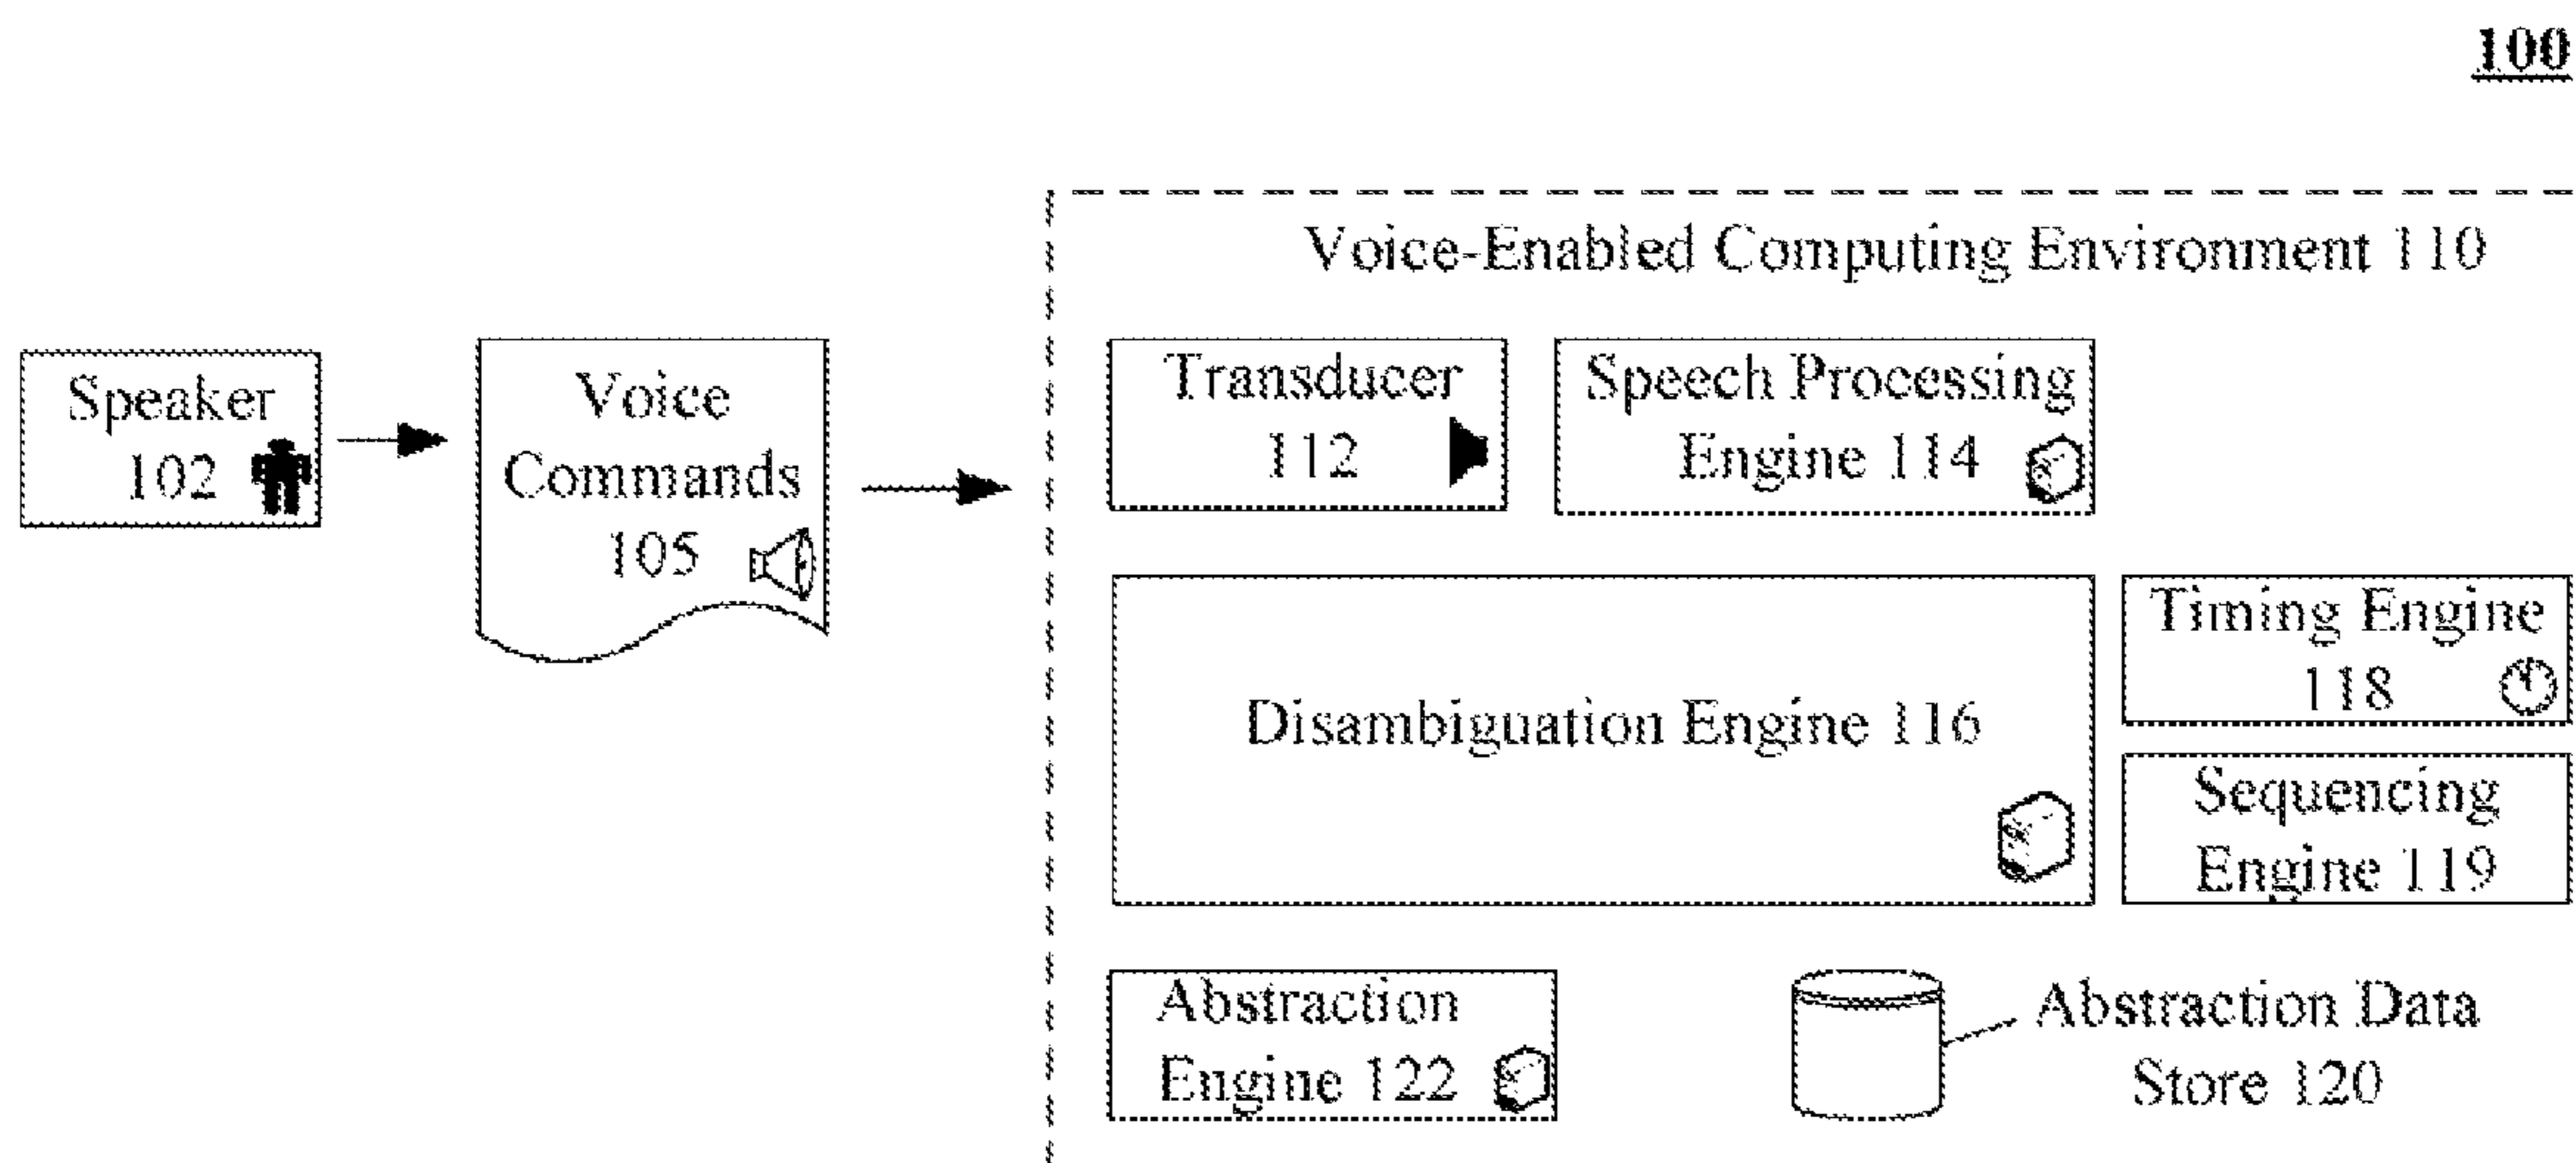 100
Voice-Enabled Computing Environment 110
Speaker
102
Voice
Commands
105
Transducer
112
Speech Processing
Engine 114
Disambiguation Engine 116
Timing Engine
118
Sequencing
Engine 119
Abstraction
Engine 122
Abstraction Data
Store 120